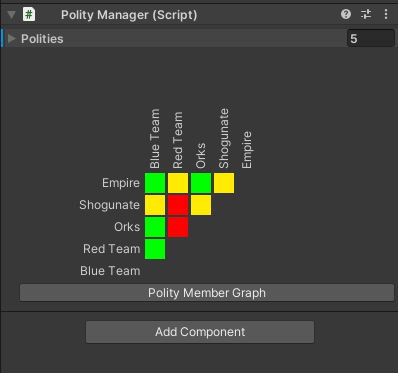 # Polity Manager (Script)
Polities 5
Blue Team
Red Team
Orks
Shogunate
Empire
Empire
Shogunate
Orks
Red Team
Blue Team
Polity Member Graph
Add Component